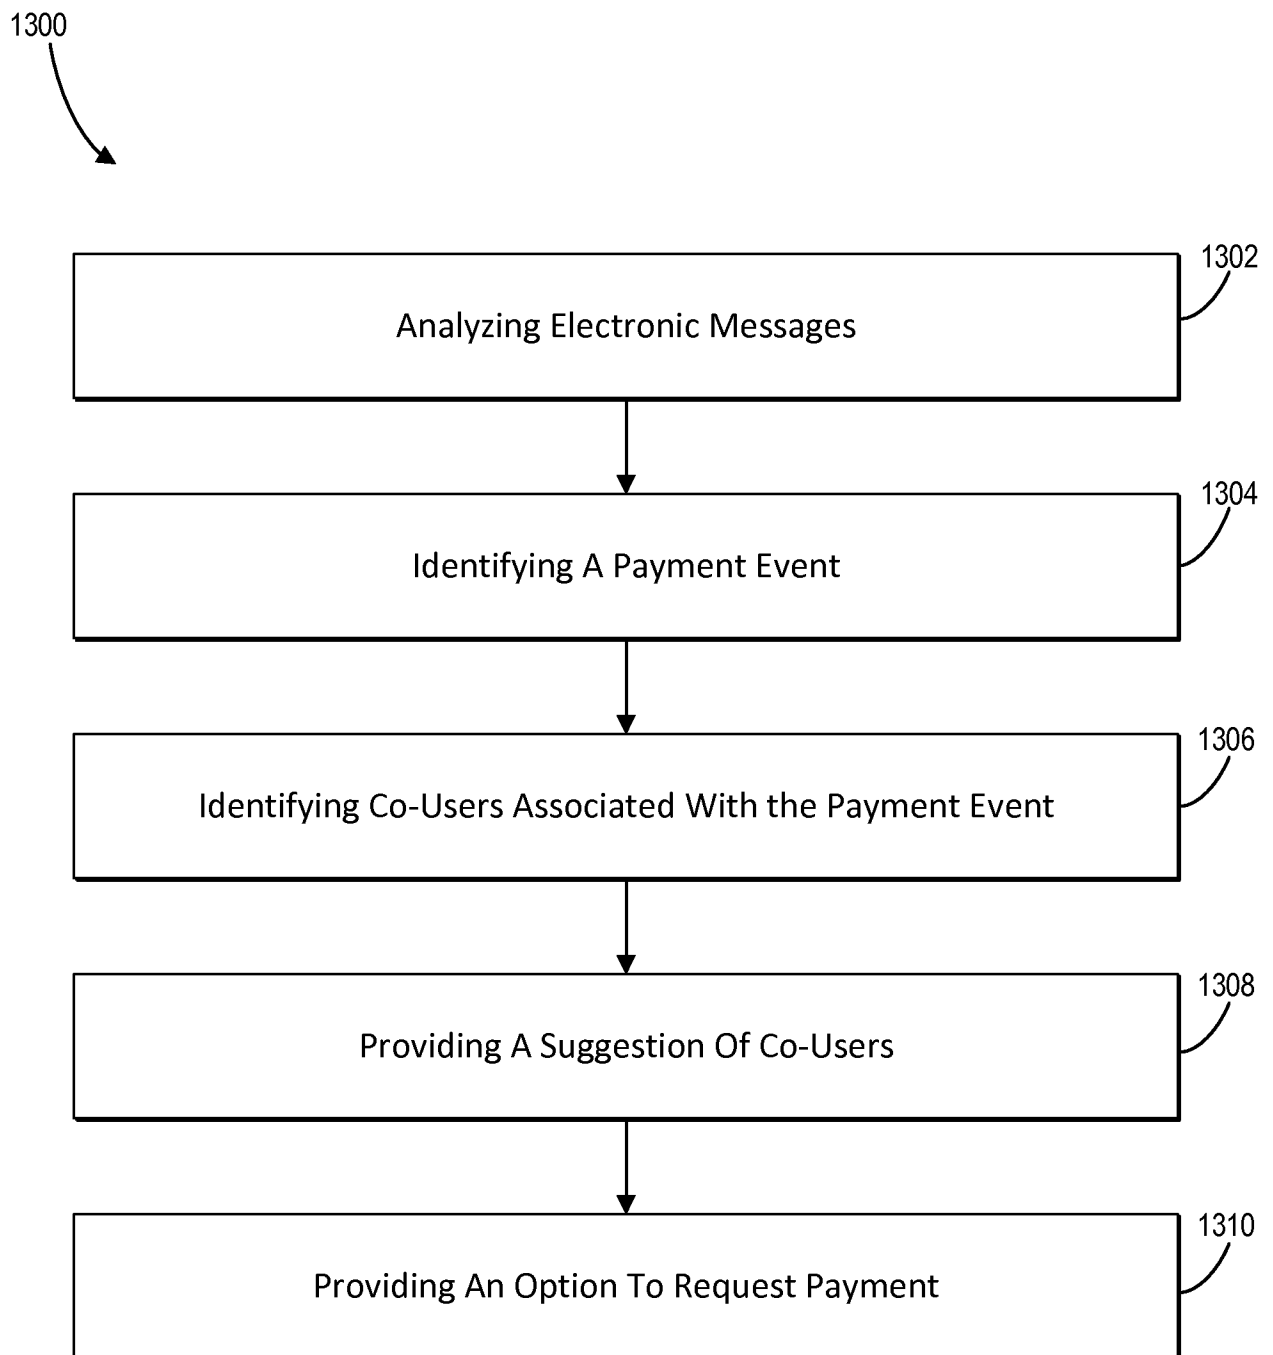 1300
1302
Analyzing Electronic Messages
1304
Identifying A Payment Event
1306
Identifying Co-Users Associated With the Payment Event
1308
Providing A Suggestion Of Co-Users
1310
Providing An Option To Request Payment